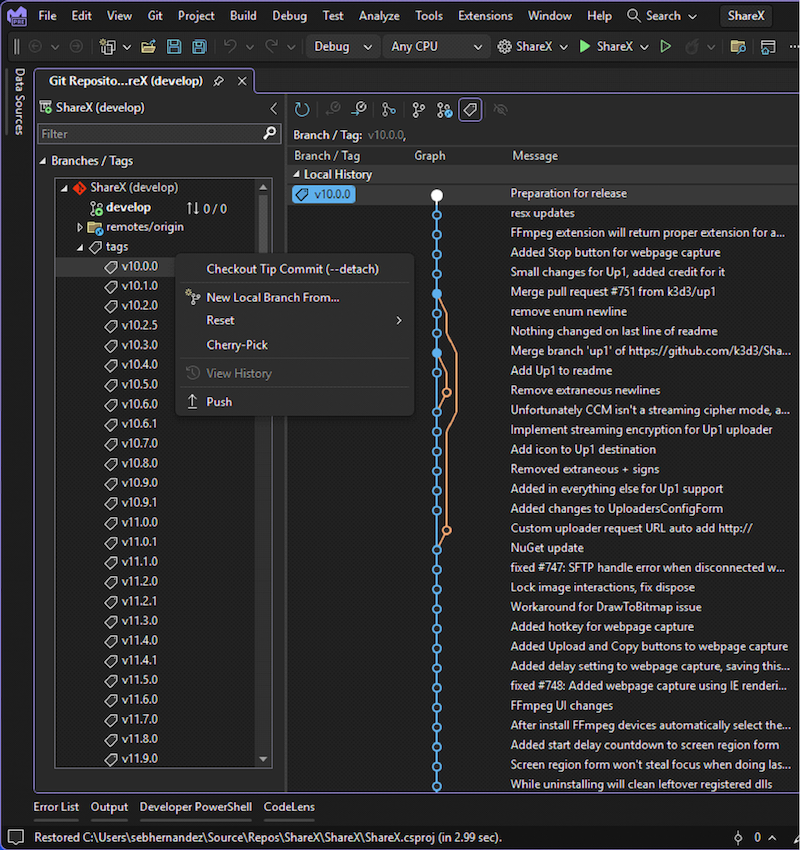 File Edit View Git Project Build Debug Test Analyze Tools Extensions Window Help Search ShareX
PRE
Debug Any CPU ShareX ShareX
Data Sources
Git Reposito...reX (develop)
ShareX (develop)
Filter
Branches / Tags
ShareX (develop)
develop 0 / 0
remotes/origin
tags
v10.0.0
v10.1.0
v10.2.0
v10.2.5
v10.3.0
v10.4.0
v10.5.0
v10.6.0
v10.6.1
v10.7.0
v10.8.0
v10.9.0
v10.9.1
v11.0.0
v11.0.1
v11.1.0
v11.2.0
v11.2.1
v11.3.0
v11.4.0
v11.4.1
v11.5.0
v11.6.0
v11.7.0
v11.8.0
v11.9.0
Checkout Tip Commit (--detach)
New Local Branch From...
Reset
Cherry-Pick
View History
Push
Branch / Tag: v10.0.0,
Branch / Tag Graph Message
Local History
v10.0.0 Preparation for release
resx updates
FFmpeg extension will return proper extension for a...
Added Stop button for webpage capture
Small changes for Up1, added credit for it
Merge pull request #751 from k3d3/up1
remove enum newline
Nothing changed on last line of readme
Merge branch 'up1' of https://github.com/k3d3/Sha...
Add Up1 to readme
Remove extraneous newlines
Unfortunately CCM isn't a streaming cipher mode, a...
Implement streaming encryption for Up1 uploader
Add icon to Up1 destination
Removed extraneous + signs
Added in everything else for Up1 support
Added changes to UploadersConfigForm
Custom uploader request URL auto add http://
NuGet update
fixed #747: SFTP handle error when disconnected w...
Lock image interactions, fix dispose
Workaround for DrawToBitmap issue
Added hotkey for webpage capture
Added Upload and Copy buttons to webpage capture
Added delay setting to webpage capture, saving this...
fixed #748: Added webpage capture using IE renderi...
FFmpeg UI changes
After install FFmpeg devices automatically select the...
Added start delay countdown to screen region form
Screen region form won't steal focus when doing las...
While uninstalling will clean leftover registered dlls
Error List Output Developer PowerShell CodeLens
Restored C:\Users\sebhernandez\Source\Repos\ShareX\ShareX\ShareX.csproj (in 2.99 sec). 0